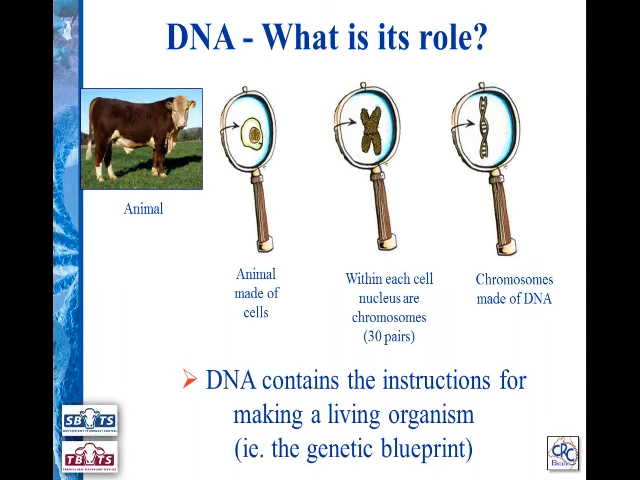 DNA - What is its role?
Animal
Animal
made of
cells
Within each cell
nucleus are
chromosomes
(30 pairs)
Chromosomes
made of DNA
DNA contains the instructions for
making a living organism
(ie. the genetic blueprint)
SBTS
TBTS
CRC